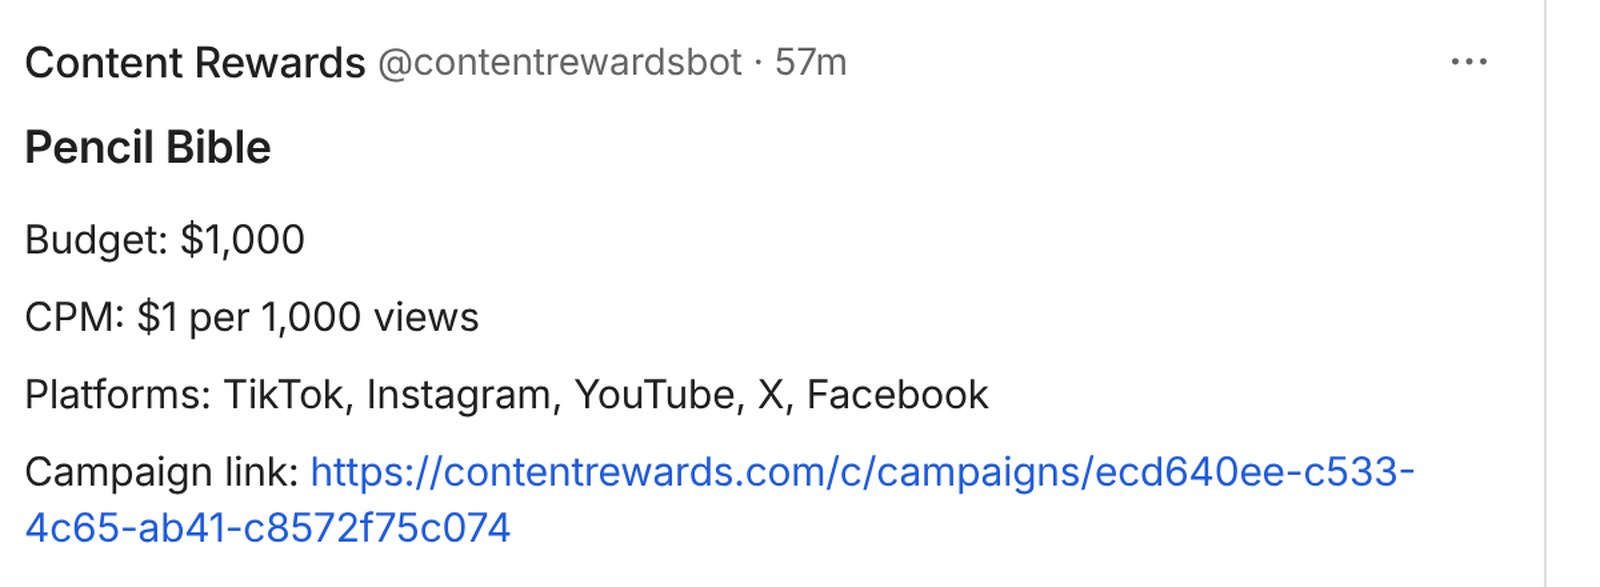 Content Rewards @contentrewardsbot · 57m
Pencil Bible
Budget: $1,000
CPM: $1 per 1,000 views
Platforms: TikTok, Instagram, YouTube, X, Facebook
Campaign link: https://contentrewards.com/c/campaigns/ecd640ee-c533-
4c65-ab41-c8572f75c074